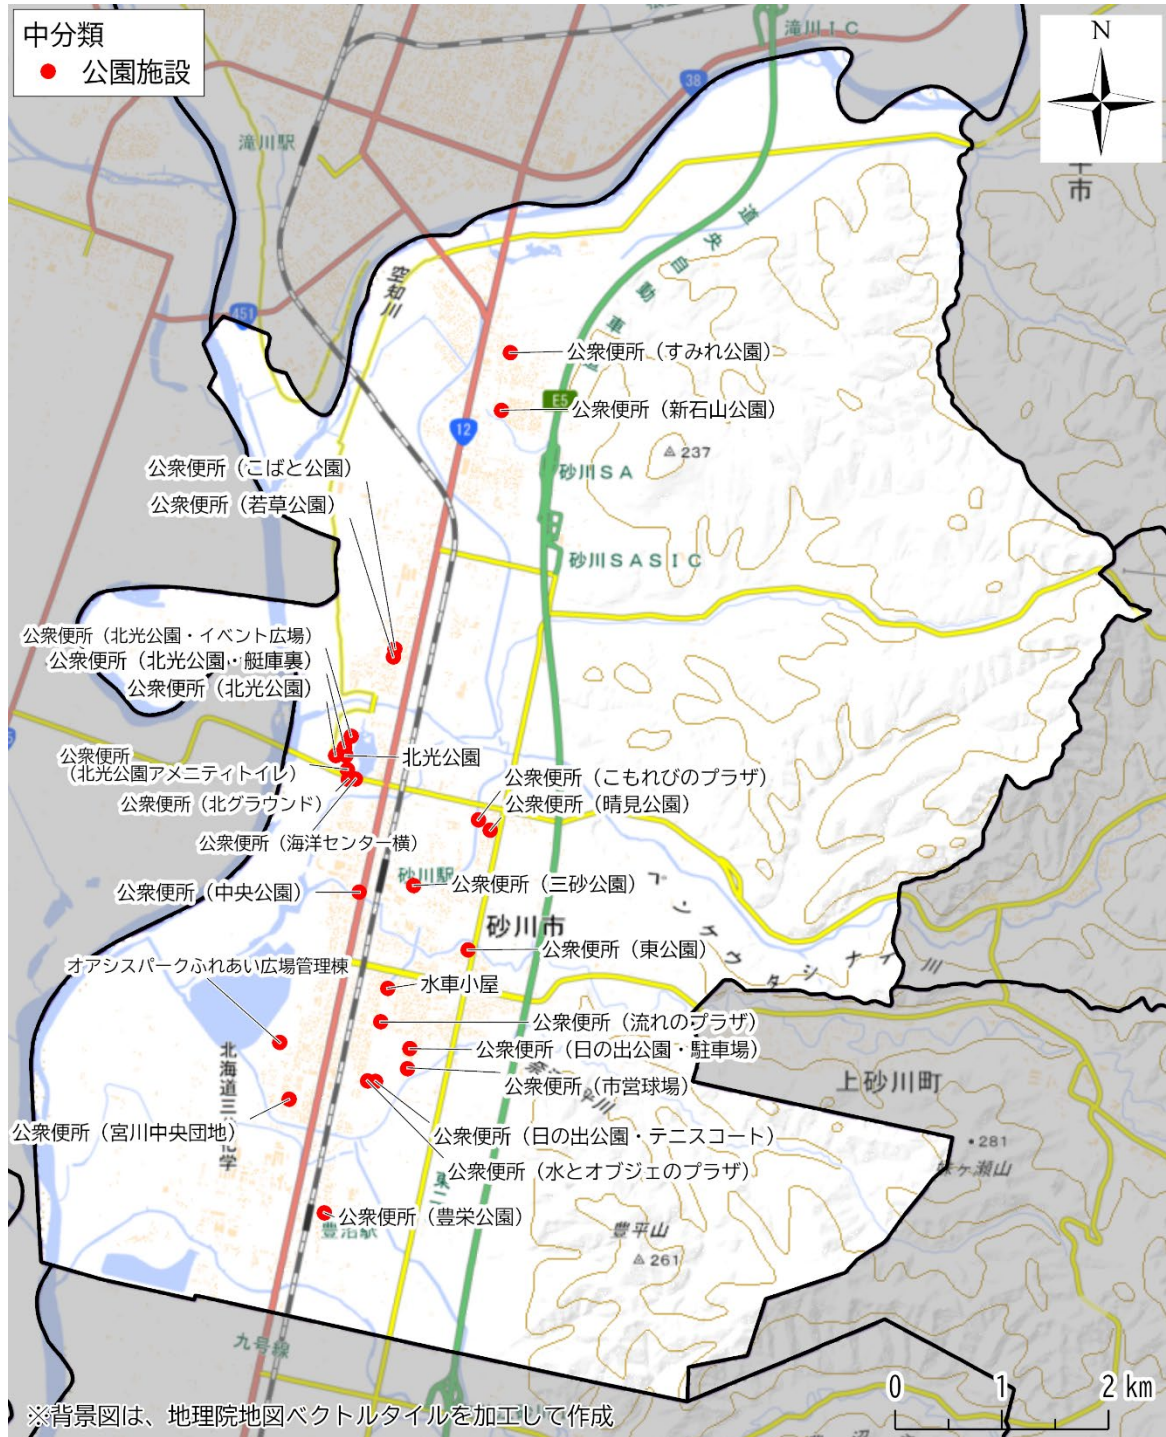 中分類
公園施設
N
滝川ＩＣ
38
滝川駅
市
道央自動車道
空知川
451
公衆便所（すみれ公園）
E5
公衆便所（新石山公園）
12
237
公衆便所（こばと公園）
砂川ＳＡ
公衆便所（若草公園）
砂川ＳＡＳＩＣ
公衆便所（北光公園・イベント広場）
公衆便所（北光公園・艇庫裏）
公衆便所（北光公園）
北光公園
公衆便所
（北光公園アメニティトイレ）
公衆便所（こもれびのプラザ）
公衆便所（北グラウンド）
公衆便所（晴見公園）
公衆便所（海洋センター横）
砂川駅
公衆便所（三砂公園）
公衆便所（中央公園）
ペンケウタシナイ川
砂川市
公衆便所（東公園）
オアシスパークふれあい広場管理棟
水車小屋
公衆便所（流れのプラザ）
公衆便所（日の出公園・駐車場）
公衆便所（市営球場）
上砂川町
北海道三
化学
公衆便所（宮川中央団地）
公衆便所（日の出公園・テニスコート）
281
公衆便所（水とオブジェのプラザ）
公衆便所（豊栄公園）
豊沼駅
豊平山
261
九号線
0 1 2 km
※背景図は、地理院地図ベクトルタイルを加工して作成